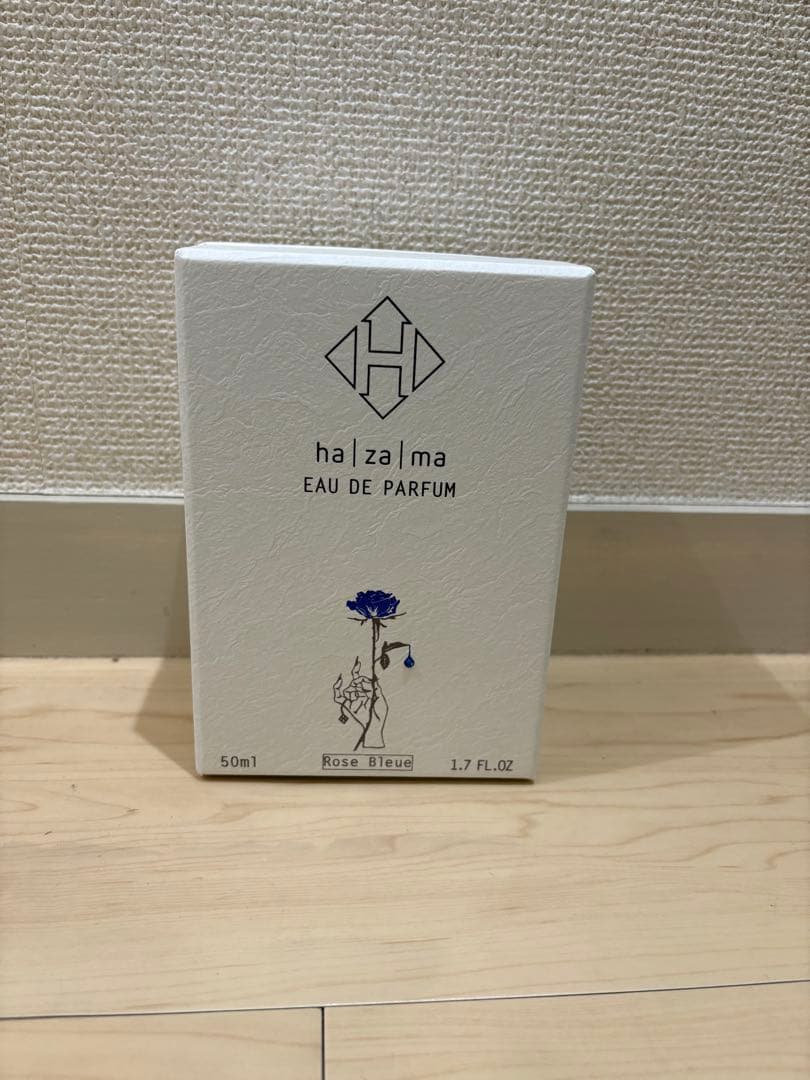 H
ha|za|ma
EAU DE PARFUM
50ml
Rose Bleue
1.7 FL.OZ